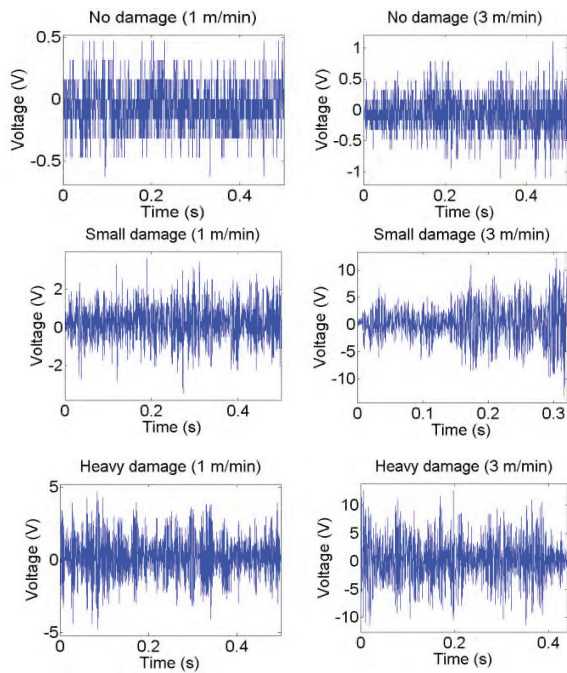 No damage (1 m/min)
No damage (3 m/min)
Voltage (V)
0.5
0
-0.5
0
0.2
0.4
Time (s)
Voltage (V)
1
0.5
0
-0.5
-1
0
0.2
0.4
Time (s)
Small damage (1 m/min)
Small damage (3 m/min)
Voltage (V)
2
0
-2
0
0.2
0.4
Time (s)
Voltage (V)
10
5
0
-5
-10
0
0.1
0.2
0.3
Time (s)
Heavy damage (1 m/min)
Heavy damage (3 m/min)
Voltage (V)
5
0
-5
0
0.2
0.4
Time (s)
Voltage (V)
10
5
0
-5
-10
0
0.2
0.4
Time (s)